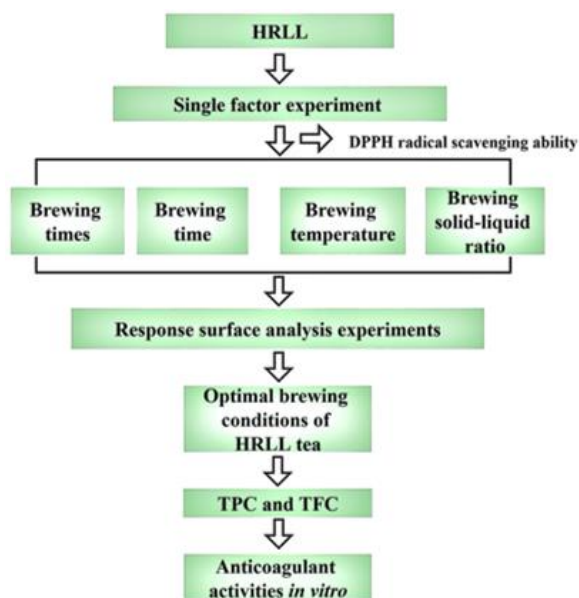 HRLL
Single factor experiment
DPPH radical scavenging ability
Brewing
times
Brewing
time
Brewing
temperature
Brewing
solid-liquid
ratio
Response surface analysis experiments
Optimal brewing
conditions of
HRLL tea
TPC and TFC
Anticoagulant
activities in vitro